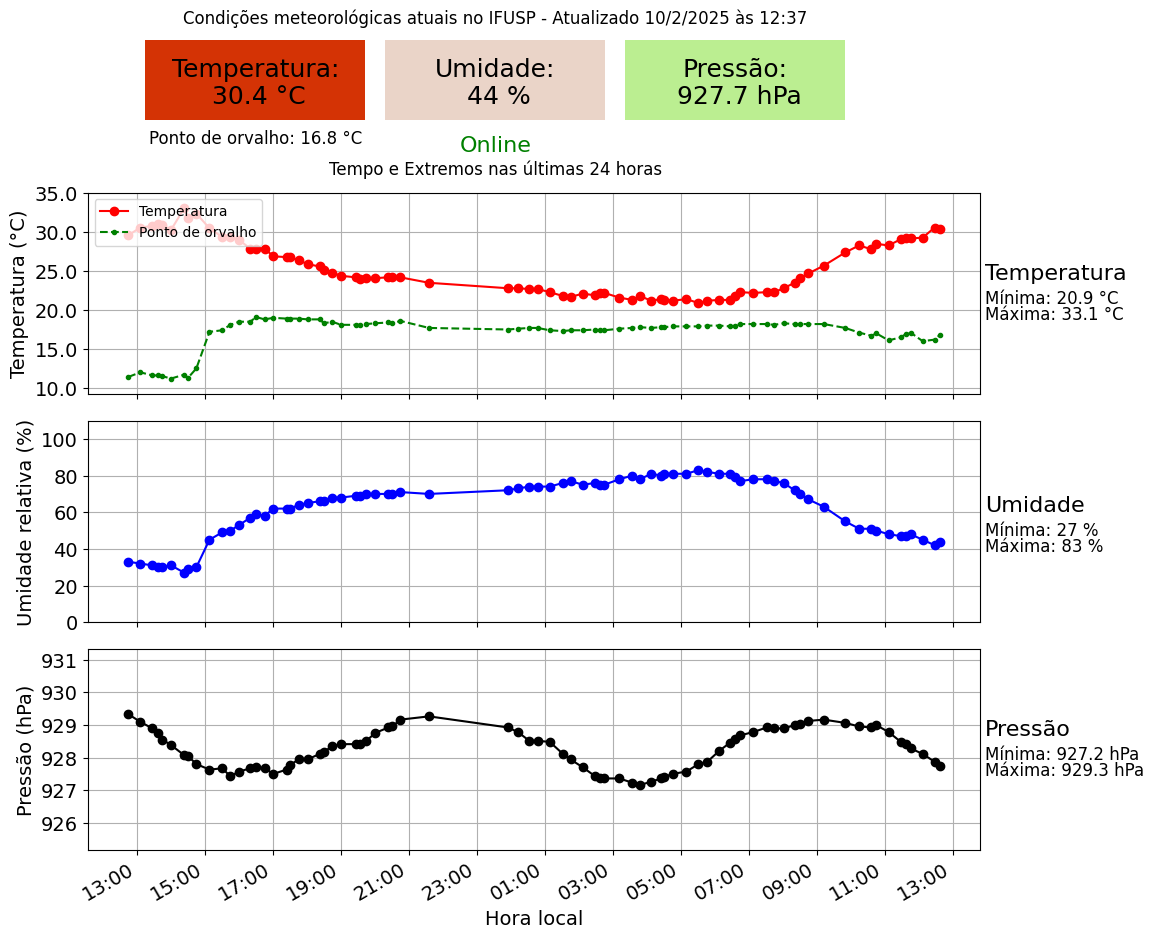 Condições meteorológicas atuais no IFUSP - Atualizado 10/2/2025 às 12:37
Temperatura:
30.4 °C
Umidade:
44 %
Pressão:
927.7 hPa
Ponto de orvalho: 16.8 °C
Online
Tempo e Extremos nas últimas 24 horas
Temperatura (°C)
35.0
30.0
25.0
20.0
15.0
10.0
Temperatura
Ponto de orvalho
Temperatura
Mínima: 20.9 °C
Máxima: 33.1 °C
Umidade relativa (%)
100
80
60
40
20
0
Umidade
Mínima: 27 %
Máxima: 83 %
Pressão (hPa)
931
930
929
928
927
926
Pressão
Mínima: 927.2 hPa
Máxima: 929.3 hPa
13:00
15:00
17:00
19:00
21:00
23:00
01:00
03:00
05:00
07:00
09:00
11:00
13:00
Hora local